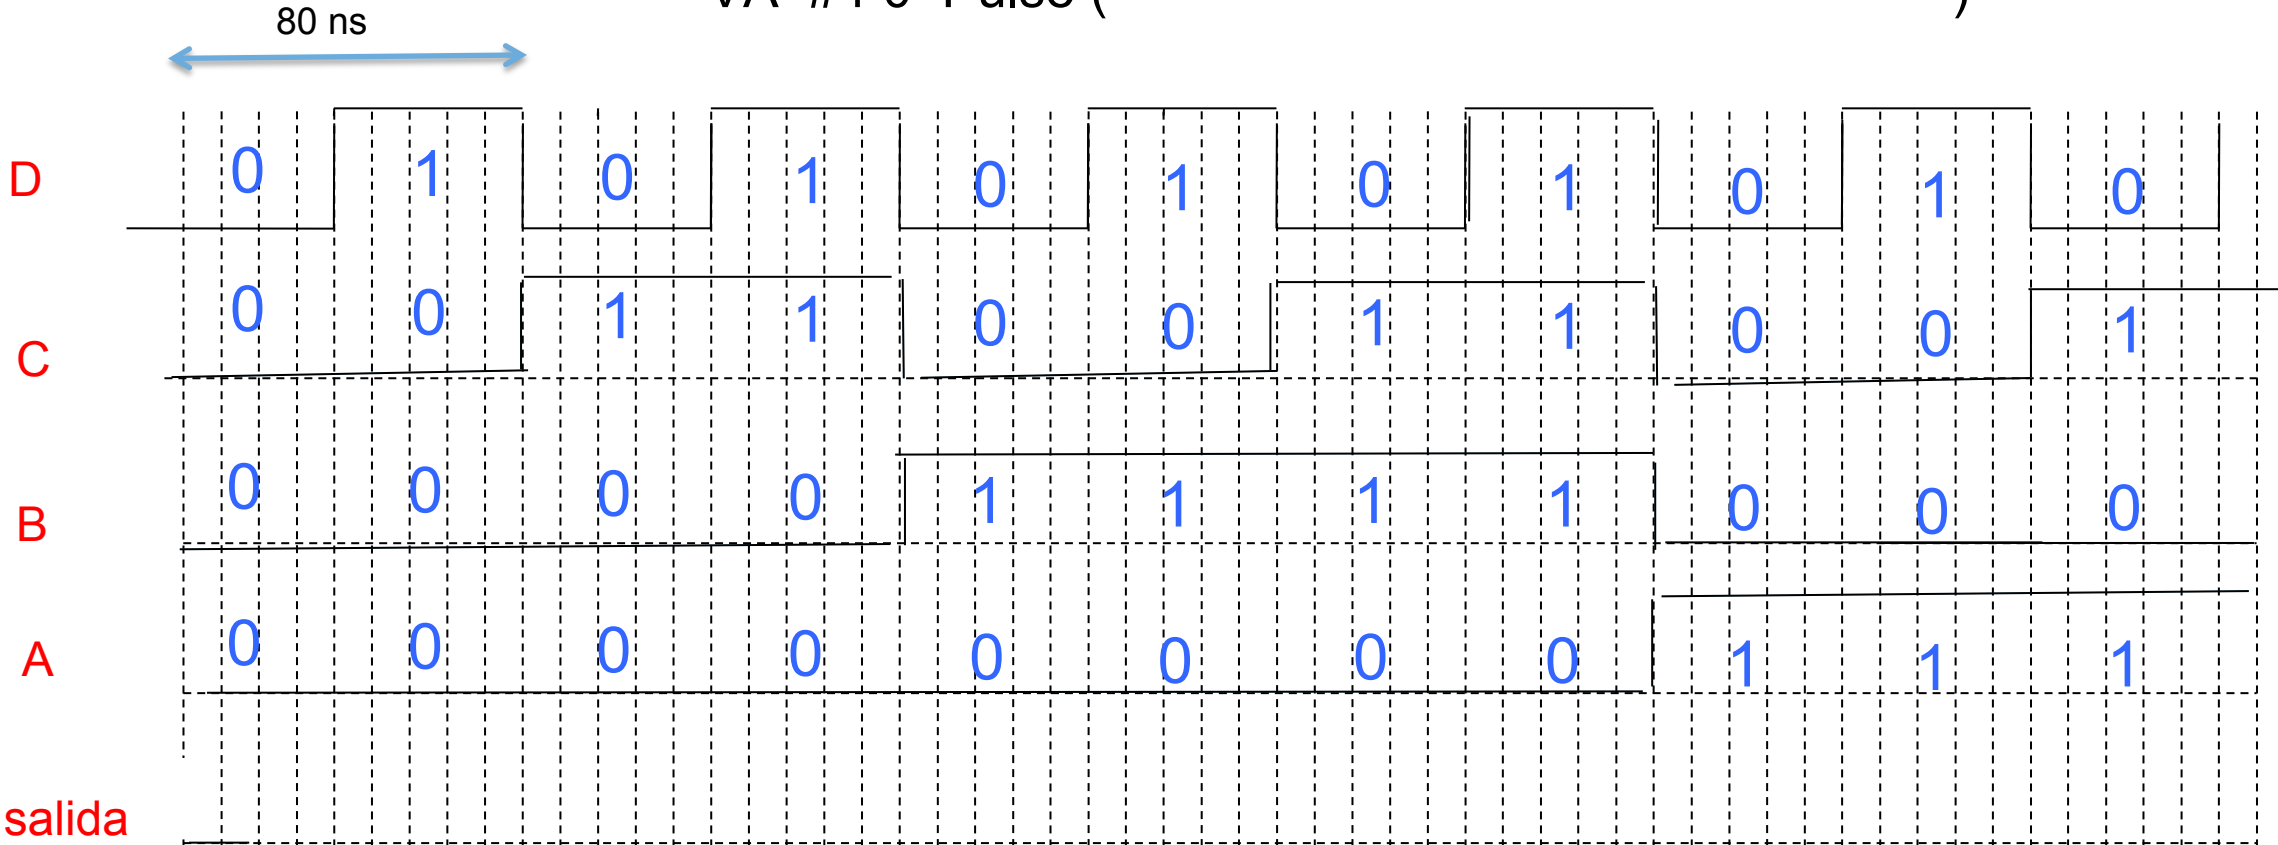 80 ns
D 0 1 0 1 0 1 0 1 0 1 0
C 0 0 1 1 0 0 1 1 0 0 1
B 0 0 0 0 1 1 1 1 0 0 0
A 0 0 0 0 0 0 0 0 1 1 1
salida